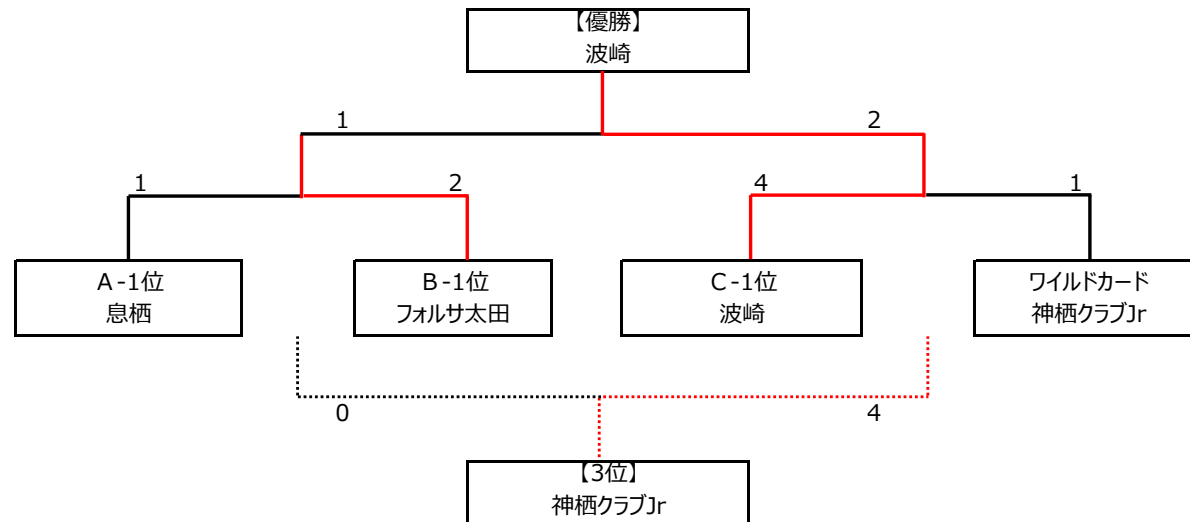 【優勝】
波崎
1
2
1
2
4
1
A-1位
息栖
B-1位
フォルサ太田
C-1位
波崎
ワイルドカード
神栖クラブJr
0
4
【3位】
神栖クラブJr